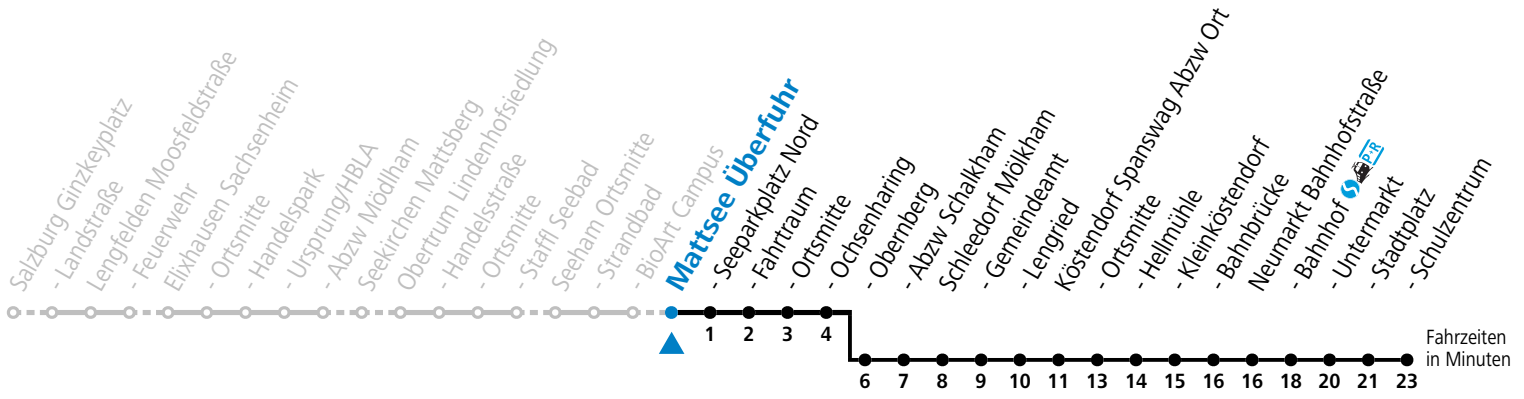 Salzburg Ginzkeyplatz
- Landstraße
Lengfelden Moosfeldstraße
- Feuerwehr
Elixhausen Sachsenheim
- Ortsmitte
- Handelspark
- Ursprung/HBLA
- Abzw Mödlham
Seekirchen Mattsberg
Obertrum Lindenhofsiedlung
- Handelsstraße
- Ortsmitte
- Staffl Seebad
Seeham Ortsmitte
- Strandbad
- BioArt Campus
Mattsee Überfuhr
- Seeparkplatz Nord
- Fahrtraum
- Ortsmitte
- Ochsenharing
- Obernberg
- Abzw Schalkham
Schleedorf Mölkham
- Gemeindeamt
- Lengried
Köstendorf Spanswag Abzw Ort
- Ortsmitte
- Hellmühle
- Kleinköstendorf
- Bahnbrücke
Neumarkt Bahnhofstraße
- Bahnhof S P+R
- Untermarkt
- Stadtplatz
- Schulzentrum
1 2 3 4
6 7 8 9 10 11 13 14 15 16 16 18 20 21 23
Fahrzeiten
in Minuten